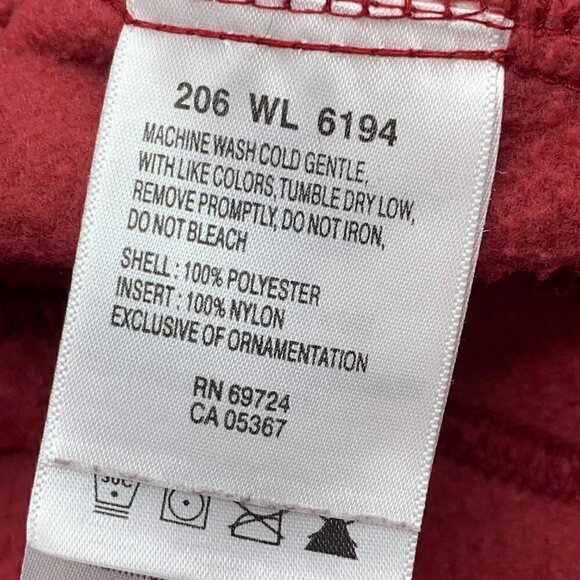 206 WL 6194
MACHINE WASH COLD GENTLE,
WITH LIKE COLORS, TUMBLE DRY LOW,
REMOVE PROMPTLY, DO NOT IRON,
DO NOT BLEACH
SHELL : 100% POLYESTER
INSERT : 100% NYLON
EXCLUSIVE OF ORNAMENTATION
RN 69724
CA 05367
30C